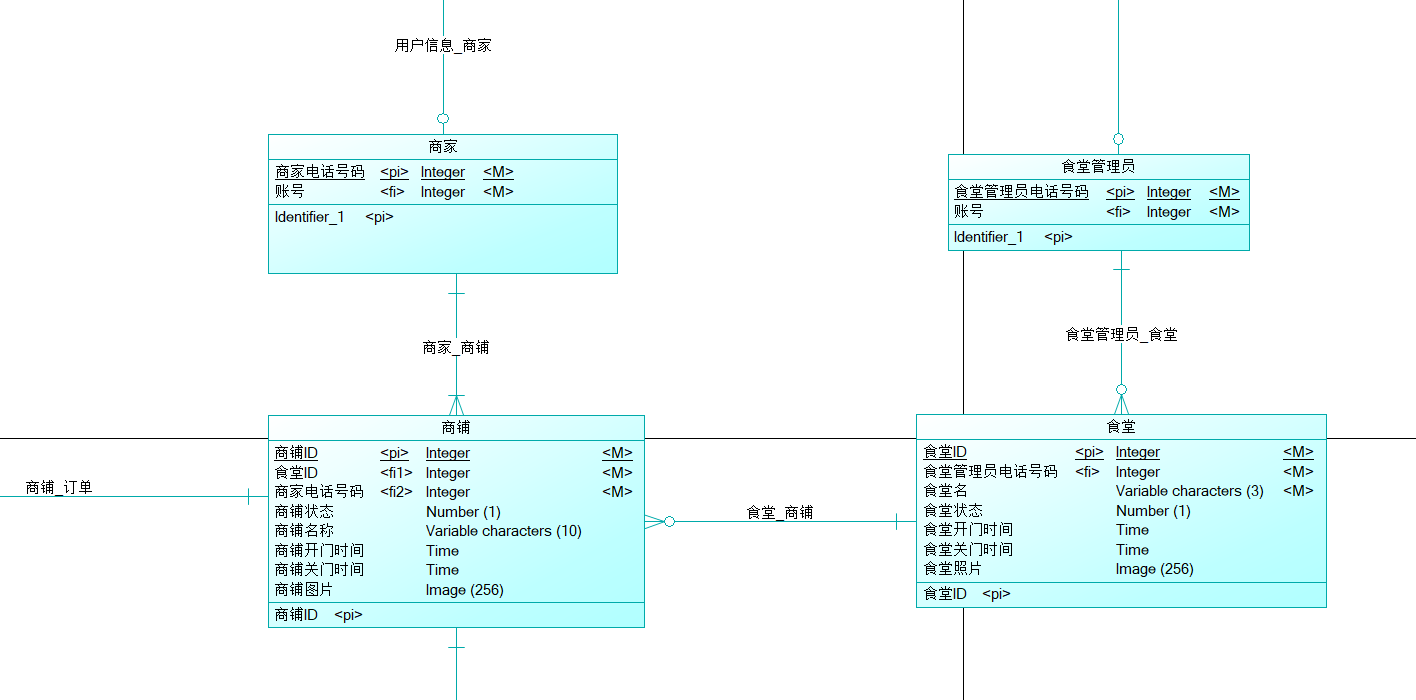 用户信息_商家
商家
商家电话号码 <pi> Integer <M>
账号 <fi> Integer <M>
Identifier_1 <pi>
食堂管理员
食堂管理员电话号码 <pi> Integer <M>
账号 <fi> Integer <M>
Identifier_1 <pi>
商家_商铺
食堂管理员_食堂
商铺
商铺ID <pi> Integer <M>
食堂ID <fi1> Integer <M>
商家电话号码 <fi2> Integer <M>
商铺状态 Number (1)
商铺名称 Variable characters (10)
商铺开门时间 Time
商铺关门时间 Time
商铺图片 Image (256)
商铺ID <pi>
商铺_订单
食堂_商铺
食堂
食堂ID <pi> Integer <M>
食堂管理员电话号码 <fi> Integer <M>
食堂名 Variable characters (3) <M>
食堂状态 Number (1)
食堂开门时间 Time
食堂关门时间 Time
食堂照片 Image (256)
食堂ID <pi>